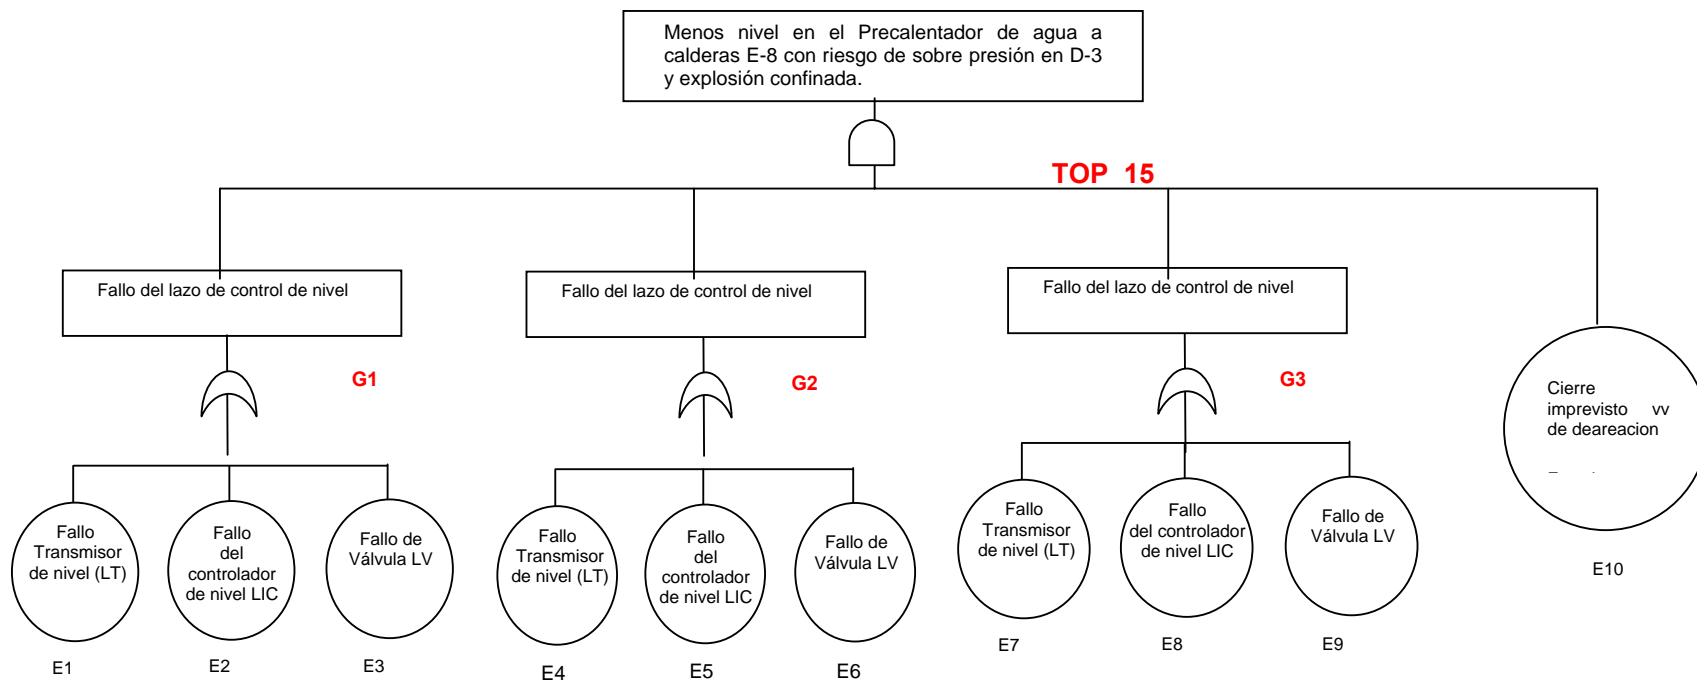 Menos nivel en el Precalentador de agua a
calderas E-8 con riesgo de sobre presión en D-3
y explosión confinada.
TOP 15
Fallo del lazo de control de nivel
Fallo del lazo de control de nivel
Fallo del lazo de control de nivel
G1
G2
G3
Cierre
imprevisto vv
de deareacion
Fallo
Transmisor
de nivel (LT)
Fallo
del
controlador
de nivel LIC
Fallo de
Válvula LV
Fallo
Transmisor
de nivel (LT)
Fallo
del
controlador
de nivel LIC
Fallo de
Válvula LV
Fallo
Transmisor
de nivel (LT)
Fallo
del controlador
de nivel LIC
Fallo de
Válvula LV
E1
E2
E3
E4
E5
E6
E7
E8
E9
E10